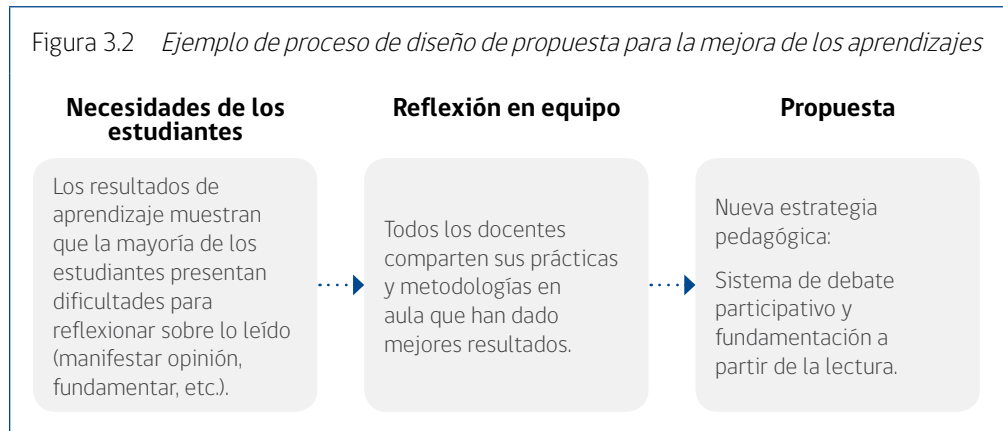 Figura 3.2 Ejemplo de proceso de diseño de propuesta para la mejora de los aprendizajes
Necesidades de los
estudiantes
Los resultados de
aprendizaje muestran
que la mayoría de los
estudiantes presentan
dificultades para
reflexionar sobre lo leído
(manifestar opinión,
fundamentar, etc.).
Reflexión en equipo
Todos los docentes
comparten sus prácticas
y metodologías en
aula que han dado
mejores resultados.
Propuesta
Nueva estrategia
pedagógica:
Sistema de debate
participativo y
fundamentación a
partir de la lectura.